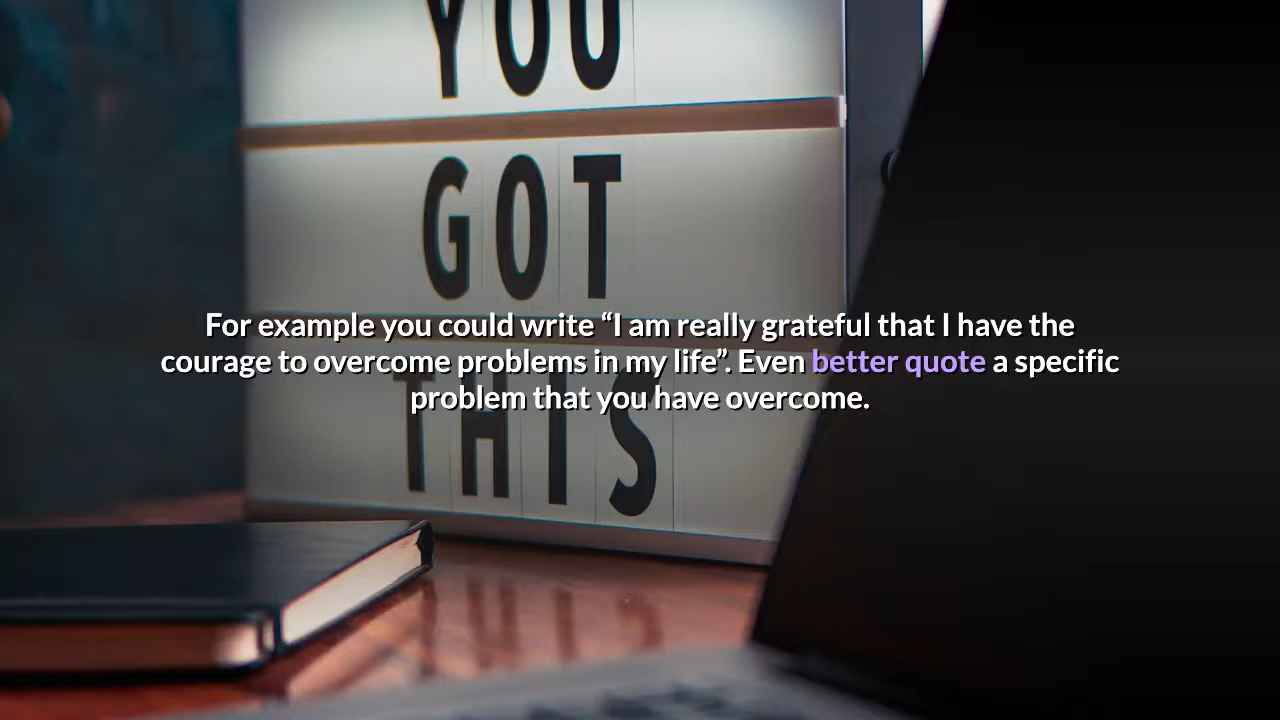 YOU
GOT
For example you could write “I am really grateful that I have the
courage to overcome problems in my life”. Even better quote a specific
problem that you have overcome.
THIS